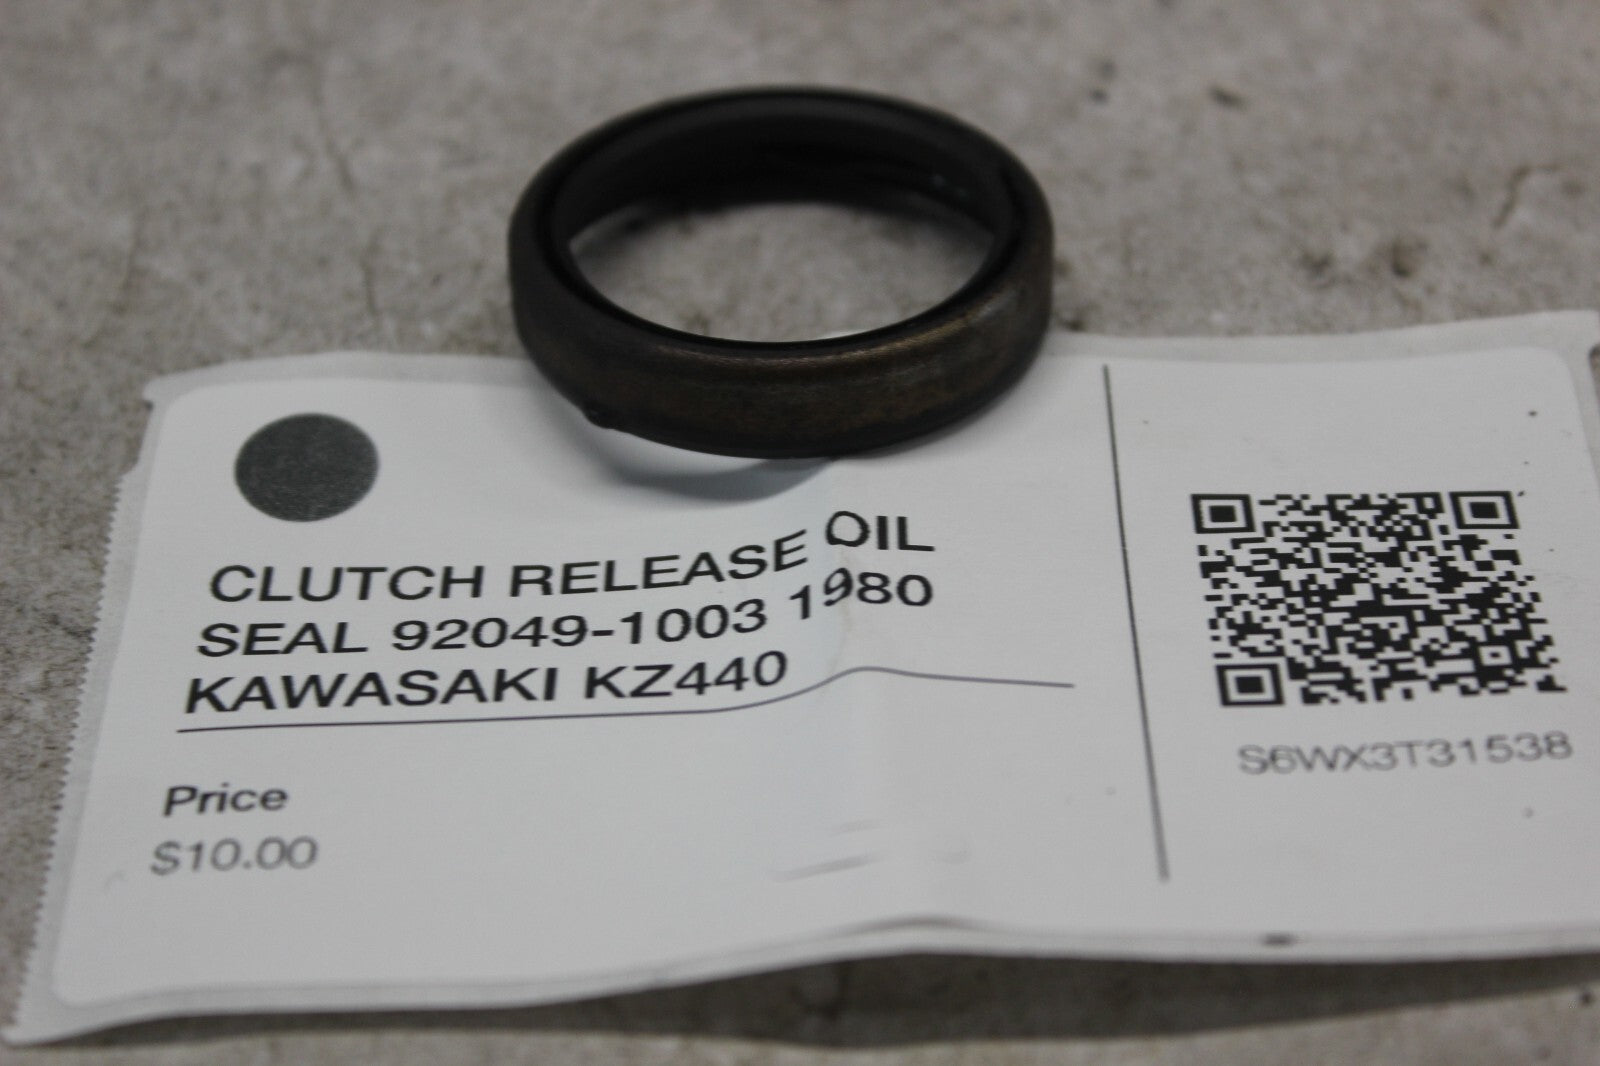 CLUTCH RELEASE OIL
SEAL 92049-1003 1980
KAWASAKI KZ440
Price
$10.00
S6WX3T31538